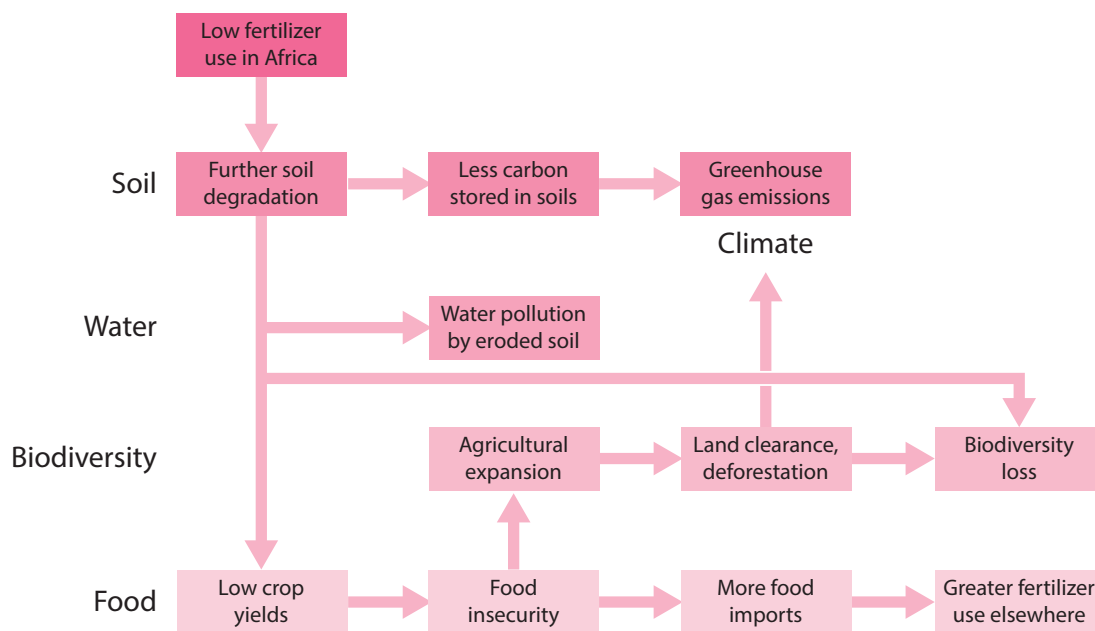 Low fertilizer
use in Africa
Soil
Further soil
degradation
Less carbon
stored in soils
Greenhouse
gas emissions
Climate
Water
Water pollution
by eroded soil
Biodiversity
Agricultural
expansion
Land clearance,
deforestation
Biodiversity
loss
Food
Low crop
yields
Food
insecurity
More food
imports
Greater fertilizer
use elsewhere